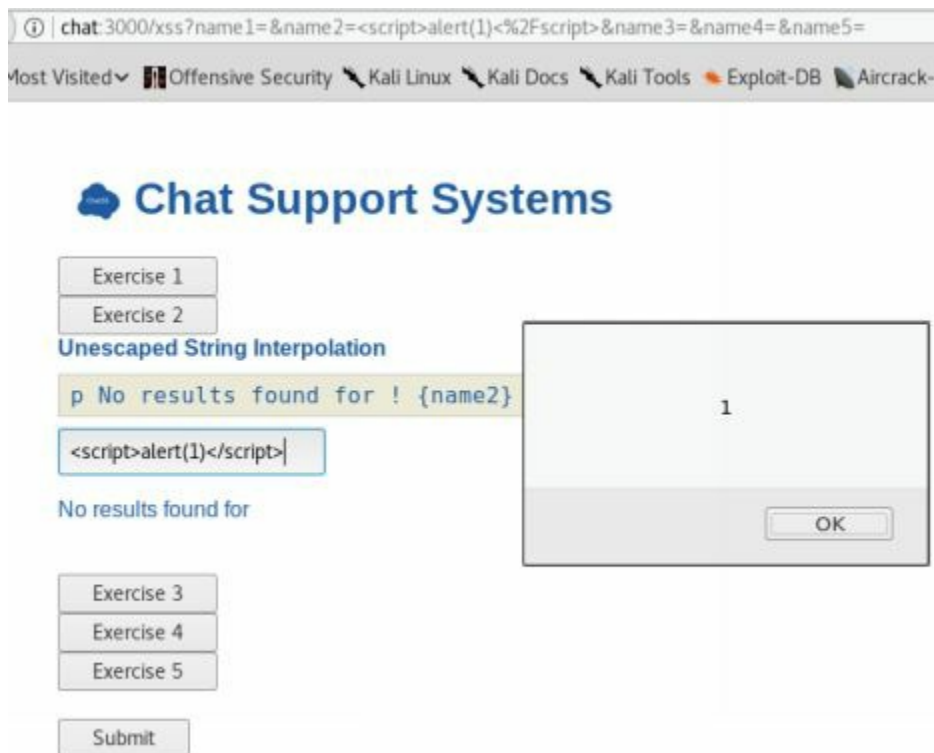 chat:3000/xss?name1=&name2=<script>alert(1)<%2Fscript>&name3=&name4=&name5=
Most Visited Offensive Security Kali Linux Kali Docs Kali Tools Exploit-DB Aircrack-
Chat Support Systems
Exercise 1
Exercise 2
Unescaped String Interpolation
p No results found for ! {name2}
<script>alert(1)</script>
No results found for
1
OK
Exercise 3
Exercise 4
Exercise 5
Submit